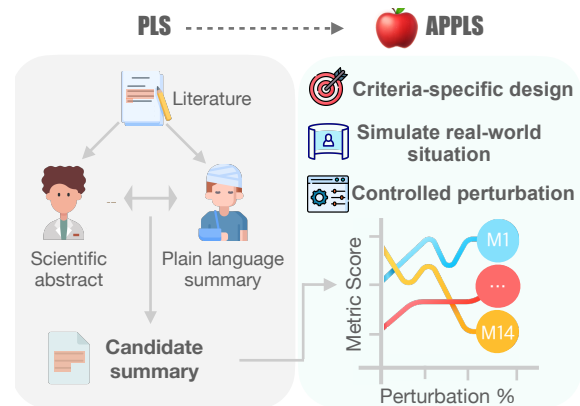 PLS
APPLS
Literature
Scientific
abstract
...
Plain language
summary
Candidate
summary
Criteria-specific design
Simulate real-world
situation
Controlled perturbation
Metric Score
M1
...
M14
Perturbation %